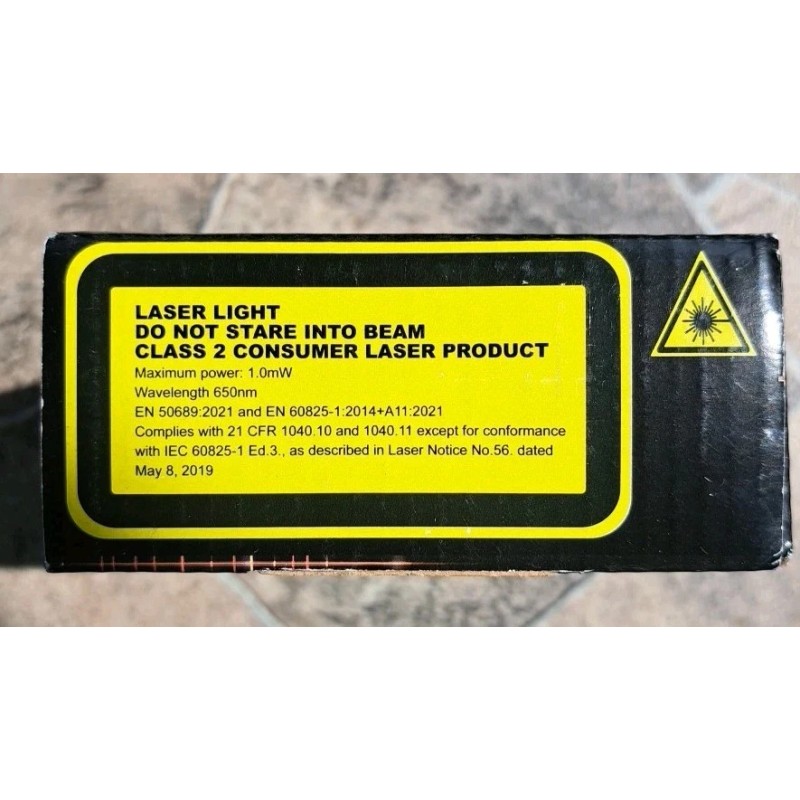 LASER LIGHT
DO NOT STARE INTO BEAM
CLASS 2 CONSUMER LASER PRODUCT
Maximum power: 1.0mW
Wavelength 650nm
EN 50689:2021 and EN 60825-1:2014+A11:2021
Complies with 21 CFR 1040.10 and 1040.11 except for conformance
with IEC 60825-1 Ed.3., as described in Laser Notice No.56. dated
May 8, 2019